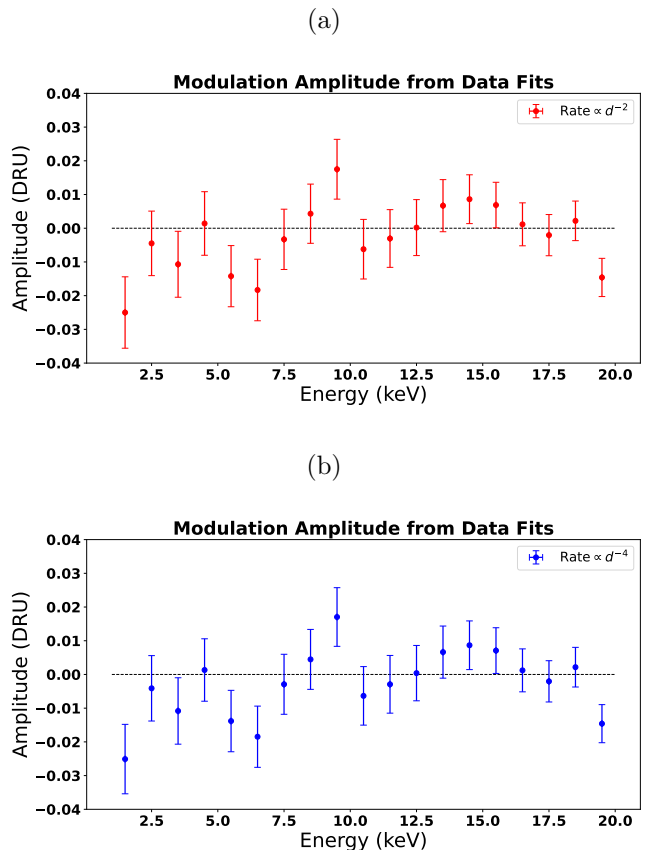 (a)
Modulation Amplitude from Data Fits
Rate ∝ d⁻²
0.04
0.03
0.02
0.01
0.00
−0.01
−0.02
−0.03
−0.04
Amplitude (DRU)
2.5 5.0 7.5 10.0 12.5 15.0 17.5 20.0
Energy (keV)
(b)
Modulation Amplitude from Data Fits
Rate ∝ d⁻⁴
0.04
0.03
0.02
0.01
0.00
−0.01
−0.02
−0.03
−0.04
Amplitude (DRU)
2.5 5.0 7.5 10.0 12.5 15.0 17.5 20.0
Energy (keV)